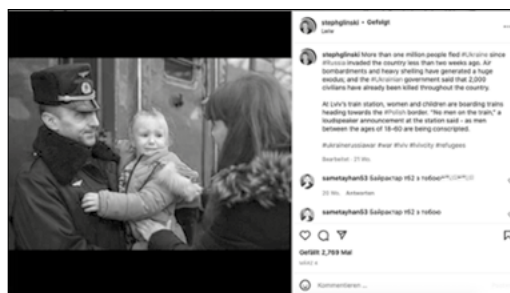 stephglinski • Gefolgt
stephglinski More than one million people fled #Ukraine since
#Russia invaded the country less than two weeks ago. Air
bombardments and heavy shelling have generated a huge
exodus; and the #Ukrainian government said that 2,000
civilians have already been killed throughout the country.
At Lviv's train station, women and children are boarding trains
heading towards the #Polish border. "No men on the train," a
loudspeaker announcement at the station said – as men
between the ages of 18-60 are being conscripted.
#ukrainerussiawar #war #lviv #lvivcity #refugees
Bearbeitet · 21 Wo.
sametayhan53 Байрактар тб2 з тобою
20 Wo. Antworten
sametayhan53 Байрактар тб2 з тобою
Gefällt 2,769 Mal
MÄRZ
Kommentieren ...